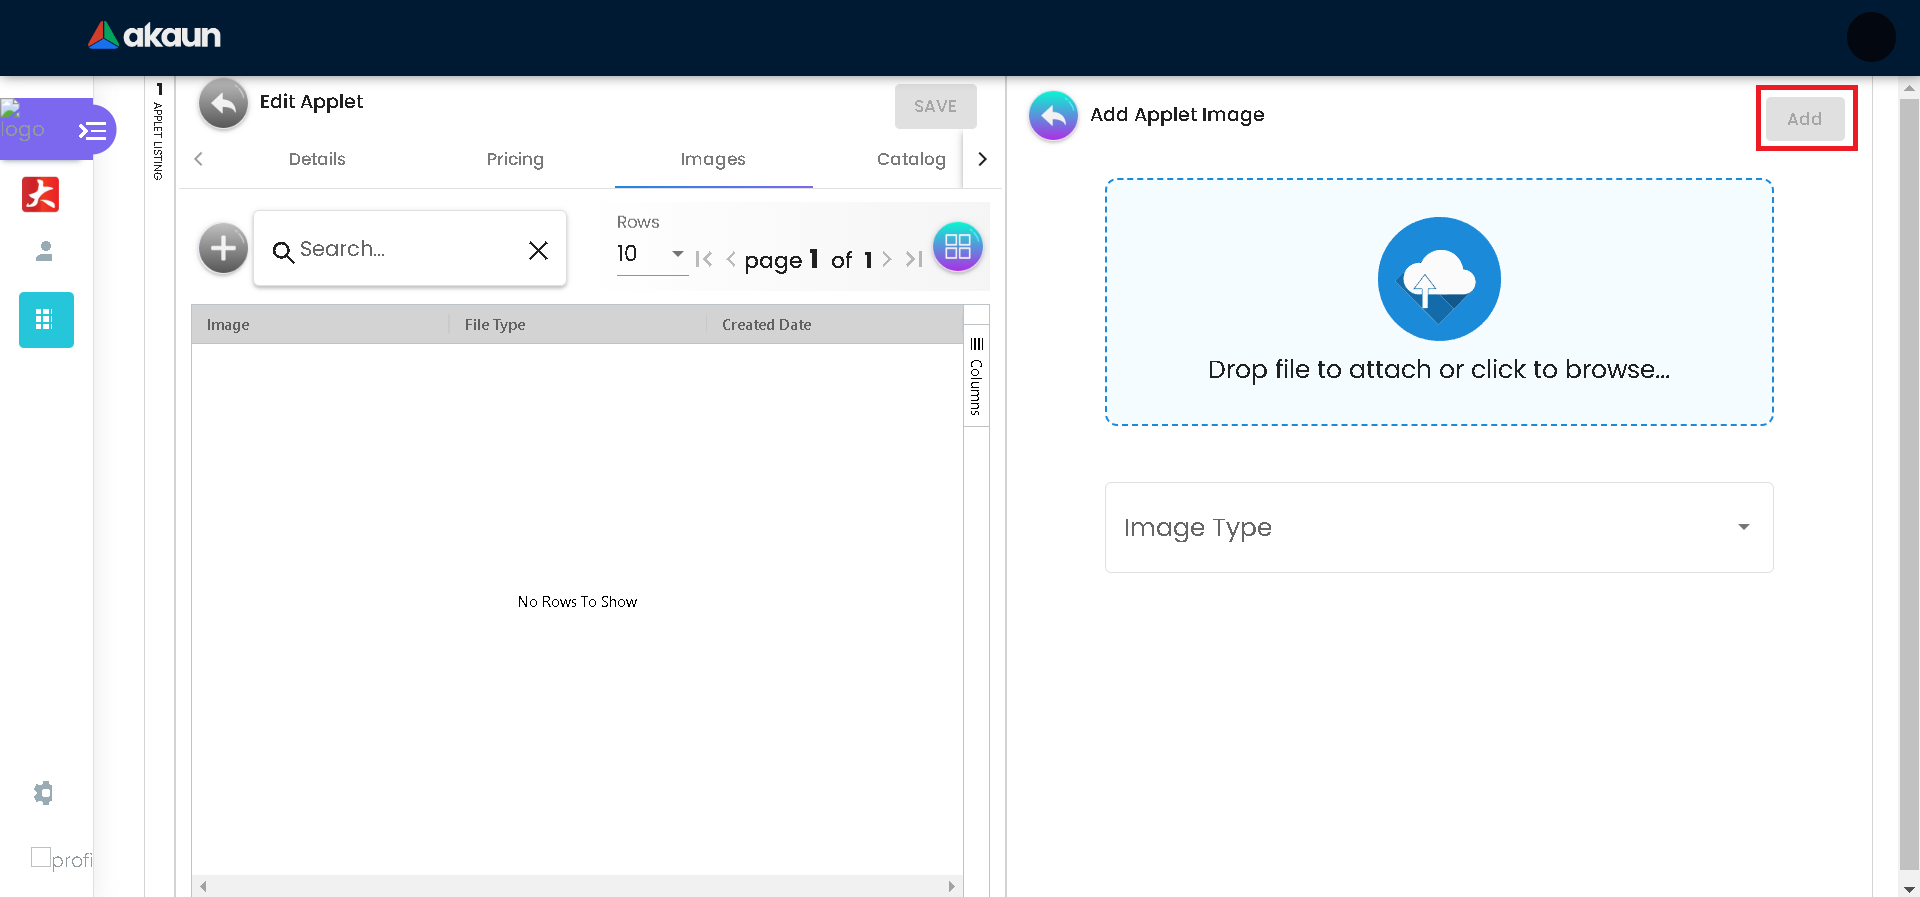 akaun
logo
1 APPLET LISTING
Edit Applet
SAVE
Details
Pricing
Images
Catalog
Search...
Rows
10
page 1 of 1
Image
File Type
Created Date
Columns
No Rows To Show
Add Applet Image
Add
Drop file to attach or click to browse...
Image Type
profi